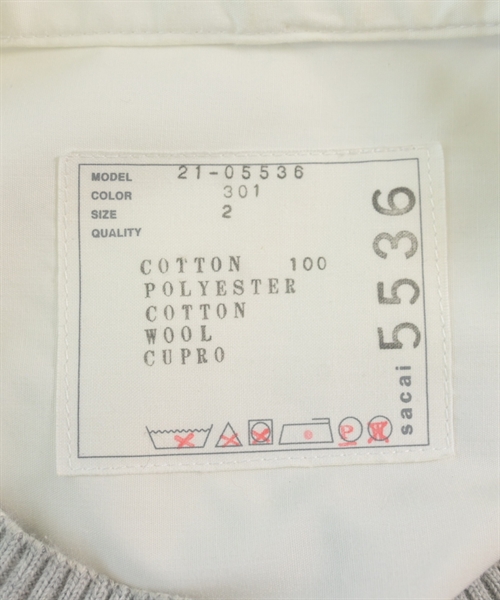 MODEL 21-05536
COLOR 301
SIZE 2
QUALITY
COTTON 100
POLYESTER
COTTON
WOOL
CUPRO
P
W
sacai 5536